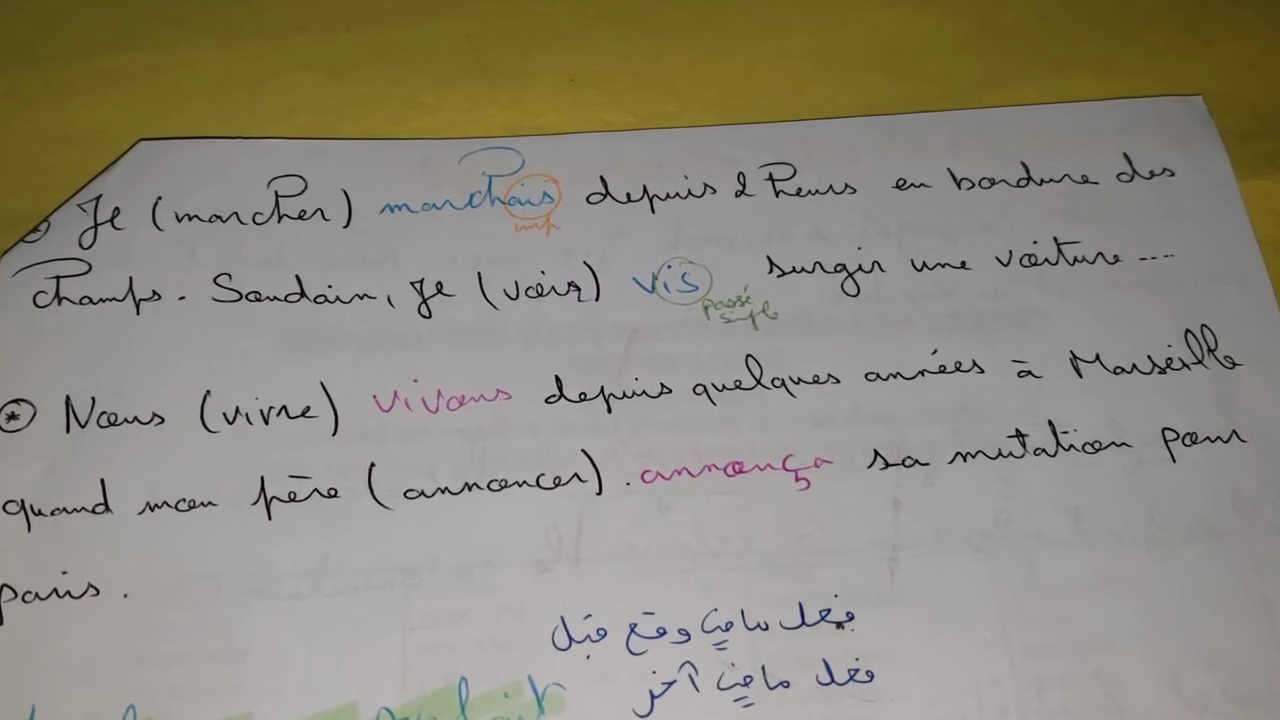 Je (marcher) marchais depuis 2 heurs en bordure des
imp
champs. Soudain, je (voir) vis surgir une voiture ....
passé
simple
* Nous (vivre) vivons depuis quelques années à Marseille
quand mon père (annoncer). annonça sa mutation pour
paris.
فعل ماضي وقع قبل
فعل ماضي آخر